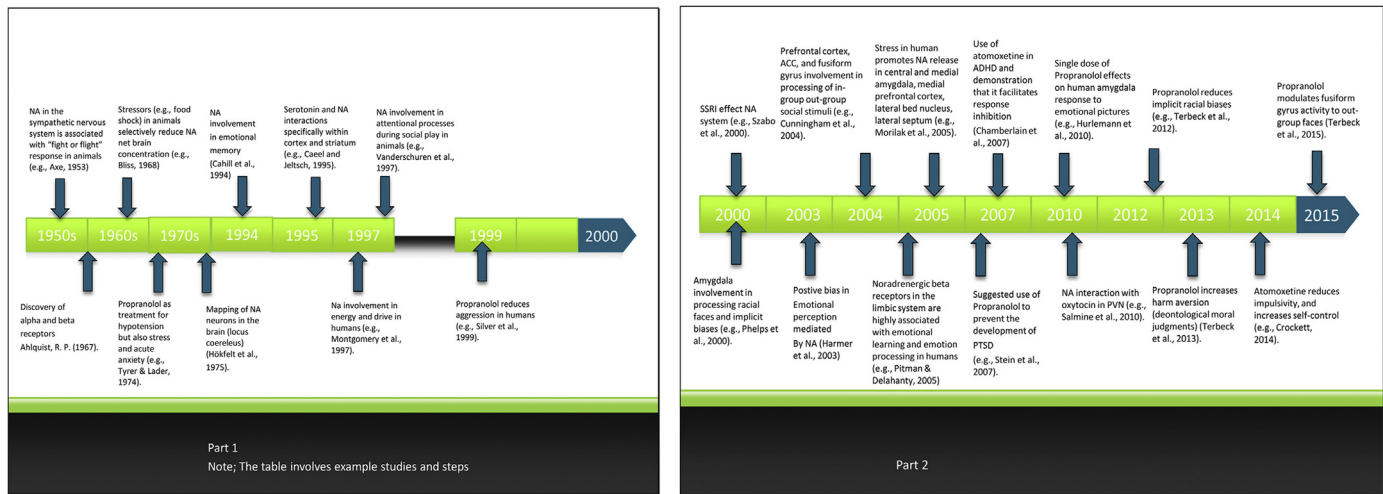 NA in the
sympathetic nervous
system is associated
with "fight or flight"
response in animals
(e.g., Axe, 1953)
Stressors (e.g., food
shock) in animals
selectively reduce NA
net brain
concentration (e.g.,
Bliss, 1968)
NA
involvement
in emotional
memory
(Cahill et al.,
1994)
Serotonin and NA
interactions
specifically within
cortex and striatum
(e.g., Caeel and
Jeltsch, 1995).
NA involvement in
attentional processes
during social play in
animals (e.g.,
Vanderschuren et al.,
1997).
1950s
1960s
1970s
1994
1995
1997
1999
2000
Discovery of
alpha and beta
receptors
Ahlquist, R. P. (1967).
Propranolol as
treatment for
hypotention
but also stress
and acute
anxiety (e.g.,
Tyrer & Lader,
1974).
Mapping of NA
neurons in the
brain (locus
coereleus)
(Hökfelt et al.,
1975).
Na involvement in
energy and drive in
humans (e.g.,
Montgomery et al.,
1997).
Propranolol reduces
aggression in humans
(e.g., Silver et al.,
1999).
Part 1
Note; The table involves example studies and steps
SSRI effect NA
system (e.g., Szabo
et al., 2000).
Prefrontal cortex,
ACC, and fusiform
gyrus involvement in
processing of in-
group out-group
social stimuli (e.g.,
Cunningham et al.,
2004).
Stress in human
promotes NA release
in central and medial
amygdala, medial
prefrontal cortex,
lateral bed nucleus,
lateral septum (e.g.,
Morilak et al., 2005).
Use of
atomoxetine in
ADHD and
demonstration
that it facilitates
response
inhibition
(Chamberlain et
al., 2007)
Single dose of
Propranolol effects
on human amygdala
response to
emotional pictures
(e.g., Hurlemann et
al., 2010).
Propranolol reduces
implicit racial biases
(e.g., Terbeck et al.,
2012).
Propranolol
modulates fusiform
gyrus activity to out-
group faces (Terbeck
et al., 2015).
2000
2003
2004
2005
2007
2010
2012
2013
2014
2015
Amygdala
involvement in
processing racial
faces and implicit
biases (e.g., Phelps et
al., 2000).
Postive bias in
Emotional
perception
mediated
By NA (Harmer et
al., 2003)
Noradrenergic beta
receptors in the
limbic system are
highly associated
with emotional
learning and emotion
processing in humans
(e.g., Pitman &
Delahanty, 2005)
Suggested use of
Propranolol to
prevent the
development of
PTSD
(e.g., Stein et al.,
2007).
NA interaction with
oxytocin in PVN (e.g.,
Salmine et al., 2010).
Propranolol increases
harm aversion
(deontological moral
judgments) (Terbeck
et al., 2013).
Atomoxetine reduces
impulsivity, and
increases self-control
(e.g., Crockett,
2014).
Part 2